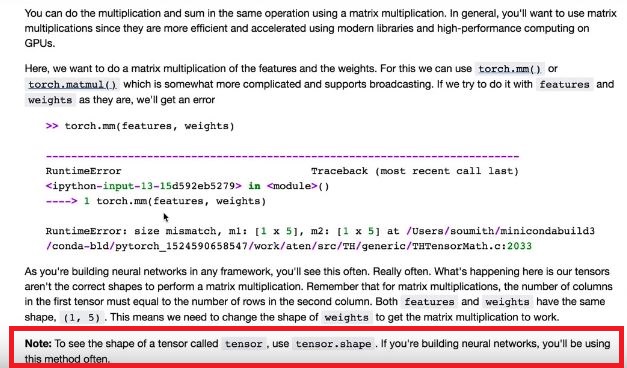 You can do the multiplication and sum in the same operation using a matrix multiplication. In general, you'll want to use matrix
multiplications since they are more efficient and accelerated using modern libraries and high-performance computing on
GPUs.
Here, we want to do a matrix multiplication of the features and the weights. For this we can use torch.mm() or
torch.matmul() which is somewhat more complicated and supports broadcasting. If we try to do it with features and
weights as they are, we'll get an error
>> torch.mm(features, weights)
---------------------------------------------------------------------------
RuntimeError Traceback (most recent call last)
<ipython-input-13-15d592eb5279> in <module>()
----> 1 torch.mm(features, weights)
RuntimeError: size mismatch, m1: [1 x 5], m2: [1 x 5] at /Users/soumith/minicondabuild3
/conda-bld/pytorch_1524590658547/work/aten/src/TH/generic/THTensorMath.c:2033
As you're building neural networks in any framework, you'll see this often. Really often. What's happening here is our tensors
aren't the correct shapes to perform a matrix multiplication. Remember that for matrix multiplications, the number of columns
in the first tensor must equal to the number of rows in the second column. Both features and weights have the same
shape, (1, 5) . This means we need to change the shape of weights to get the matrix multiplication to work.
Note: To see the shape of a tensor called tensor , use tensor.shape . If you're building neural networks, you'll be using
this method often.